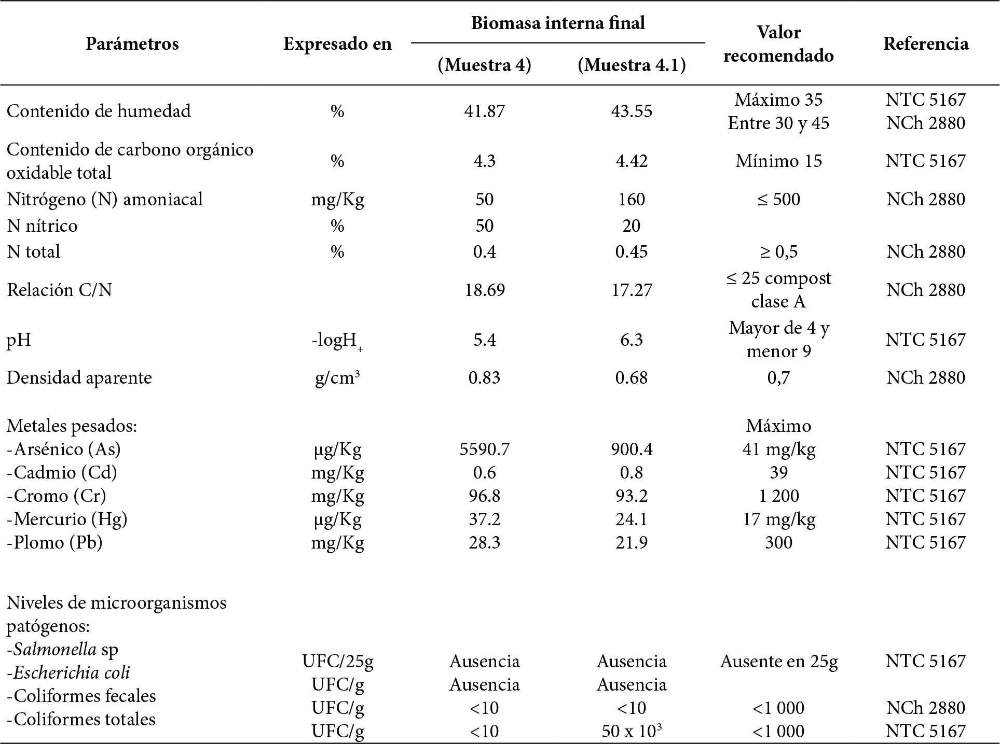 Parámetros Expresado en Biomasa interna final Valor recomendado Referencia
(Muestra 4) (Muestra 4.1)
Contenido de humedad % 41.87 43.55 Máximo 35 NTC 5167
Entre 30 y 45 NCh 2880
Contenido de carbono orgánico
oxidable total % 4.3 4.42 Mínimo 15 NTC 5167
Nitrógeno (N) amoniacal mg/Kg 50 160 ≤ 500 NCh 2880
N nítrico % 50 20
N total % 0.4 0.45 ≥ 0,5 NCh 2880
Relación C/N 18.69 17.27 ≤ 25 compost
clase A NCh 2880
pH -logH₊ 5.4 6.3 Mayor de 4 y
menor 9 NTC 5167
Densidad aparente g/cm³ 0.83 0.68 0,7 NCh 2880
Metales pesados: Máximo
-Arsénico (As) µg/Kg 5590.7 900.4 41 mg/kg NTC 5167
-Cadmio (Cd) mg/Kg 0.6 0.8 39 NTC 5167
-Cromo (Cr) mg/Kg 96.8 93.2 1 200 NTC 5167
-Mercurio (Hg) µg/Kg 37.2 24.1 17 mg/kg NTC 5167
-Plomo (Pb) mg/Kg 28.3 21.9 300 NTC 5167
Niveles de microorganismos
patógenos:
-Salmonella sp UFC/25g Ausencia Ausencia Ausente en 25g NTC 5167
-Escherichia coli UFC/g Ausencia Ausencia
-Coliformes fecales UFC/g <10 <10 <1 000 NCh 2880
-Coliformes totales UFC/g <10 50 x 10³ <1 000 NTC 5167